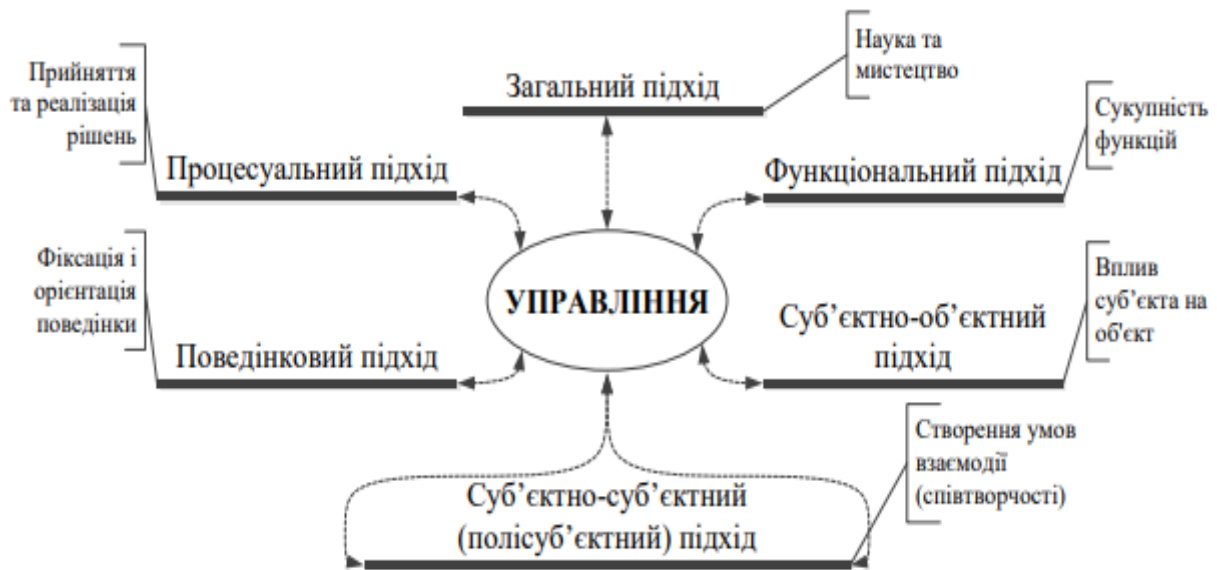 Наука та
мистецтво
Загальний підхід
Прийняття
та реалізація
рішень
Процесуальний підхід
Сукупність
функцій
Функціональний підхід
УПРАВЛІННЯ
Фіксація і
орієнтація
поведінки
Поведінковий підхід
Вплив
суб’єкта на
об'єкт
Суб’єктно-об’єктний
підхід
Створення умов
взаємодії
(співтворчості)
Суб’єктно-суб’єктний
(полісуб’єктний) підхід